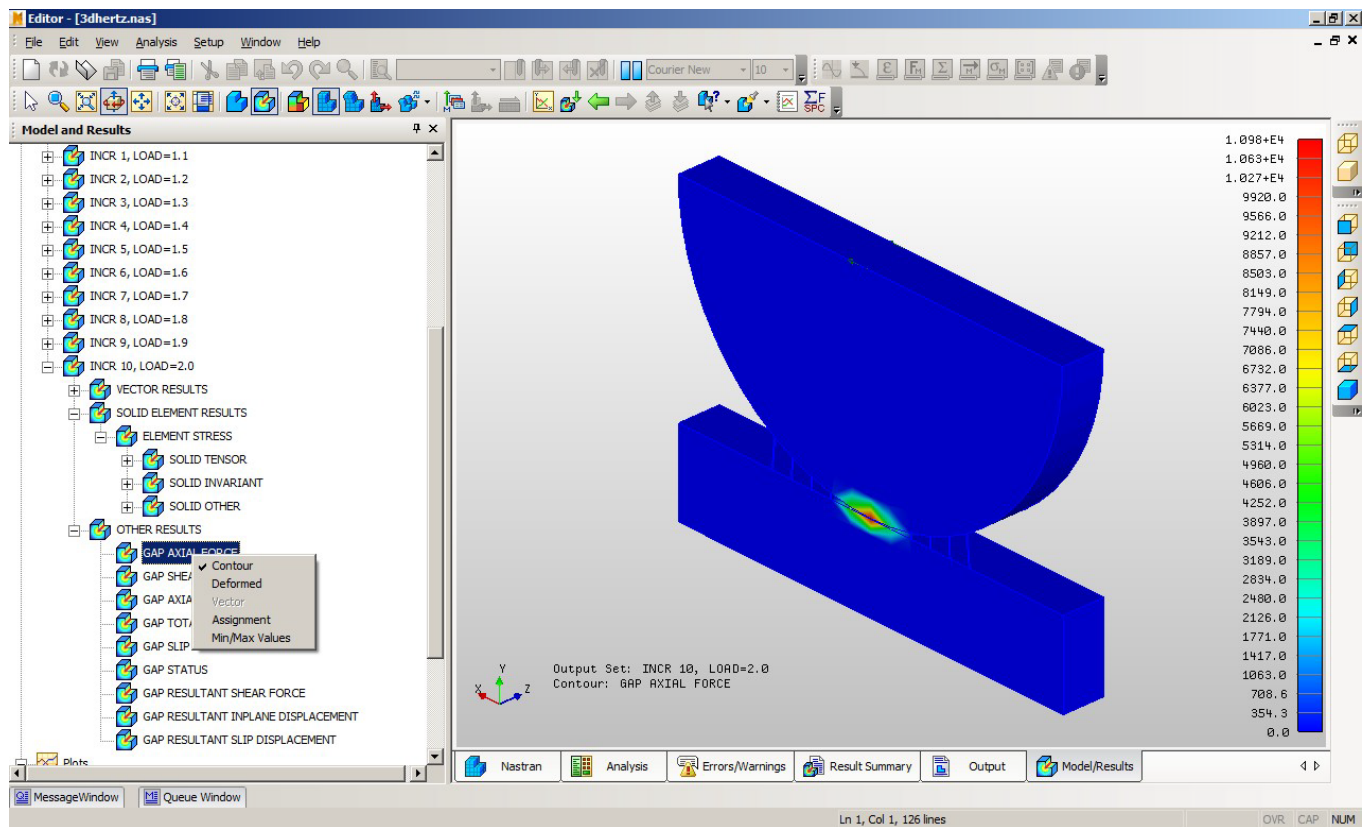 Editor - [3dhertz.nas]
File Edit View Analysis Setup Window Help
Courier New 10
ΣF
SPC
Model and Results
INCR 1, LOAD=1.1
INCR 2, LOAD=1.2
INCR 3, LOAD=1.3
INCR 4, LOAD=1.4
INCR 5, LOAD=1.5
INCR 6, LOAD=1.6
INCR 7, LOAD=1.7
INCR 8, LOAD=1.8
INCR 9, LOAD=1.9
INCR 10, LOAD=2.0
VECTOR RESULTS
SOLID ELEMENT RESULTS
ELEMENT STRESS
SOLID TENSOR
SOLID INVARIANT
SOLID OTHER
OTHER RESULTS
GAP AXIAL FORCE
GAP SHEA
GAP AXIA
GAP TOTA
GAP SLIP
GAP STATUS
GAP RESULTANT SHEAR FORCE
GAP RESULTANT INPLANE DISPLACEMENT
GAP RESULTANT SLIP DISPLACEMENT
Plots
Contour
Deformed
Vector
Assignment
Min/Max Values
1.098+E4
1.063+E4
1.027+E4
9920.0
9566.0
9212.0
8857.0
8503.0
8149.0
7794.0
7440.0
7086.0
6732.0
6377.0
6023.0
5669.0
5314.0
4960.0
4606.0
4252.0
3897.0
3543.0
3189.0
2834.0
2480.0
2126.0
1771.0
1417.0
1063.0
708.6
354.3
0.0
Y
X
Z
Output Set: INCR 10, LOAD=2.0
Contour: GAP AXIAL FORCE
Nastran Analysis Errors/Warnings Result Summary Output Model/Results
MessageWindow Queue Window
Ln 1, Col 1, 126 lines OVR CAP NUM